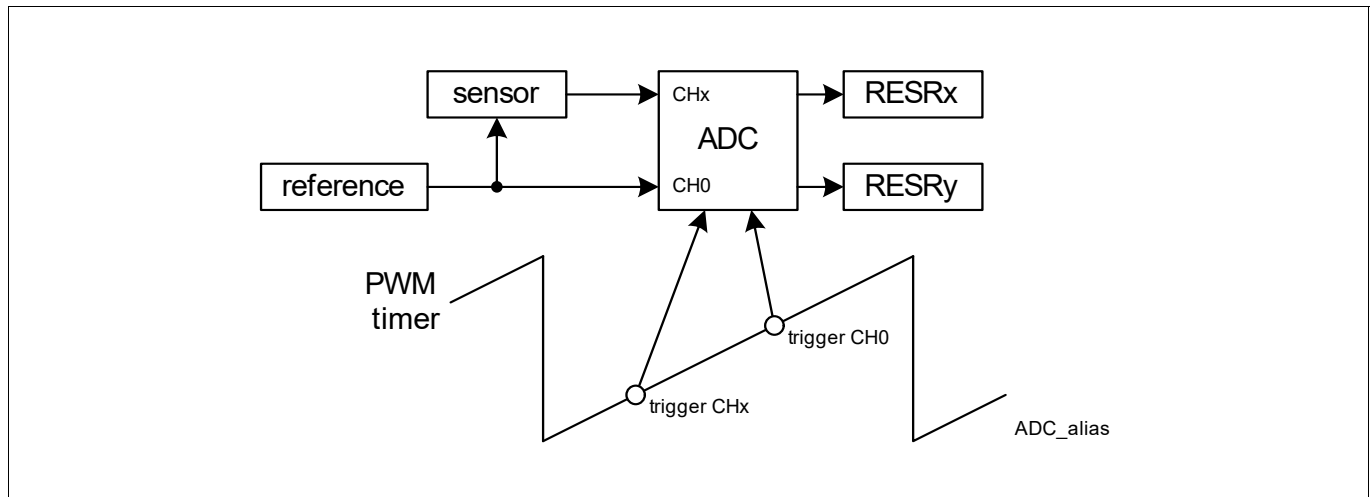 sensor
CHx
RESRx
ADC
reference
CH0
RESRy
PWM
timer
trigger CH0
trigger CHx
ADC_alias